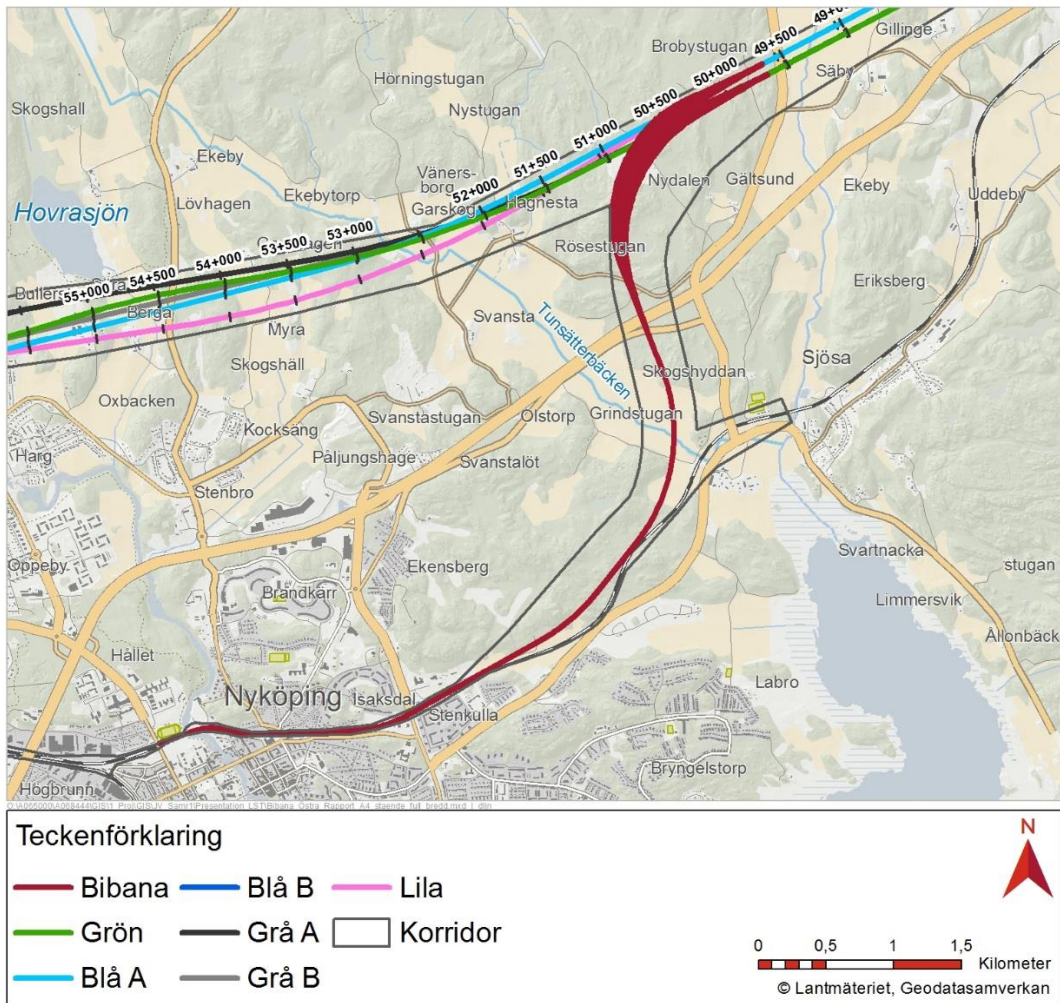 49+000
Gillinge
49+500
Brobystugan
Säby
50+000
Hörningstugan
50+500
Skogshall
Nystugan
51+000
Ekeby
Väners-
borg
51+500
Nydalen
Gältsund
Ekeby
Uddeby
Ekebytorp
52+000
Hovrasjön
Lövhagen
Garskog
Hagnesta
53+000
53+500
Rösestugan
54+000
54+500
Eriksberg
55+000
Berga
Svansta
Tunsätterbäcken
Myra
Sjösa
Skogshäll
Skogshyddan
Oxbacken
Svanstastugan
Olstorp
Grindstugan
Kocksäng
Harg
Påljungshage
Svanstalöt
Stenbro
Svartnacka
Oppeby
Ekensberg
stugan
Brandkärr
Limmersvik
Ållonbäck
Hållet
Labro
Nyköping
Isaksdal
Stenkulla
Bryngelstorp
Högbrunn
Teckenförklaring
Bibana
Blå B
Lila
Grön
Grå A
Korridor
Blå A
Grå B
N
0 0,5 1 1,5
Kilometer
© Lantmäteriet, Geodatasamverkan